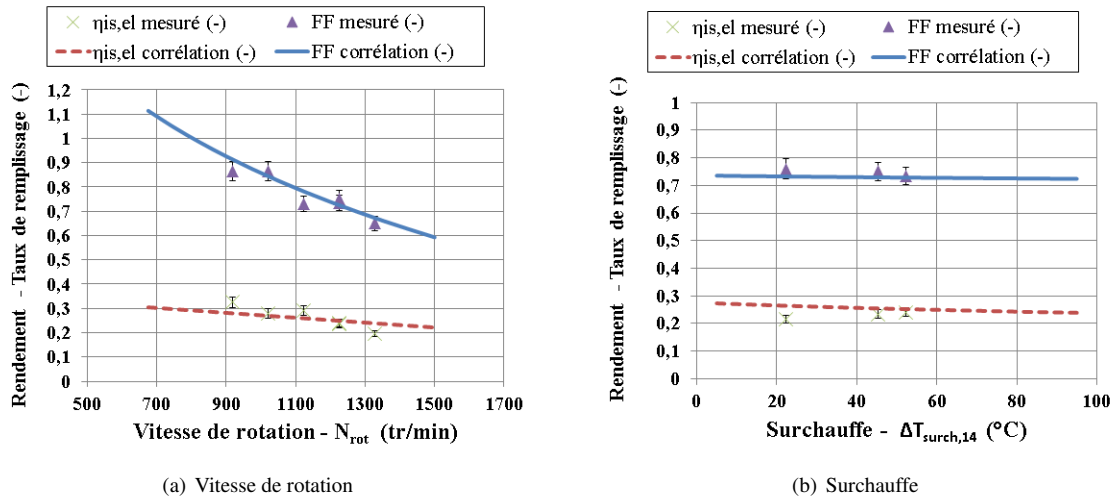 ηis,el mesuré (-) FF mesuré (-)
ηis,el corrélation (-) FF corrélation (-)
Rendement - Taux de remplissage (-)
1,2
1,1
1
0,9
0,8
0,7
0,6
0,5
0,4
0,3
0,2
0,1
0
500 700 900 1100 1300 1500 1700
Vitesse de rotation - Nrot (tr/min)
(a) Vitesse de rotation
ηis,el mesuré (-) FF mesuré (-)
ηis,el corrélation (-) FF corrélation (-)
Rendement - Taux de remplissage (-)
1
0,9
0,8
0,7
0,6
0,5
0,4
0,3
0,2
0,1
0
0 20 40 60 80 100
Surchauffe - ΔTsurch,14 (°C)
(b) Surchauffe